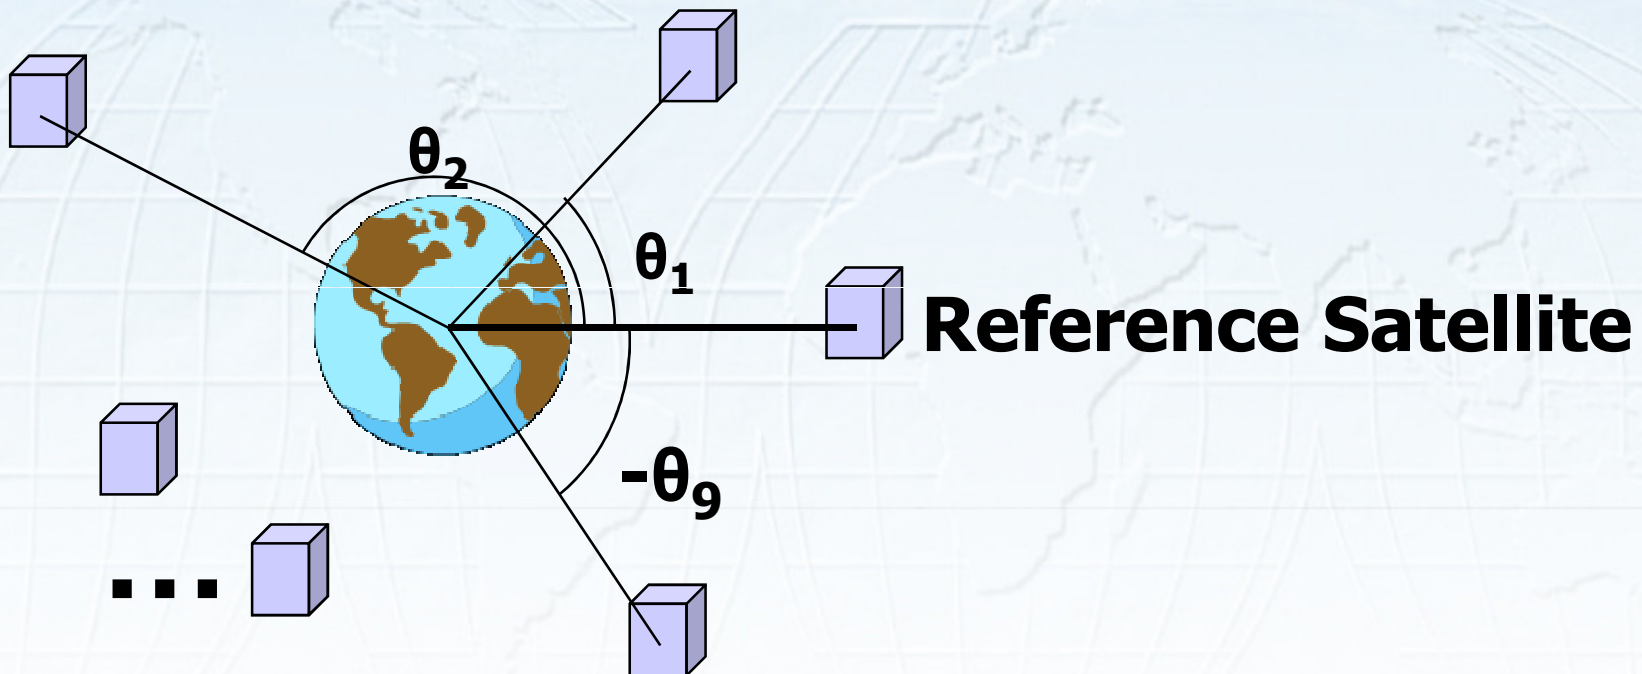 θ₂
θ₁
Reference Satellite
-θ₉
...